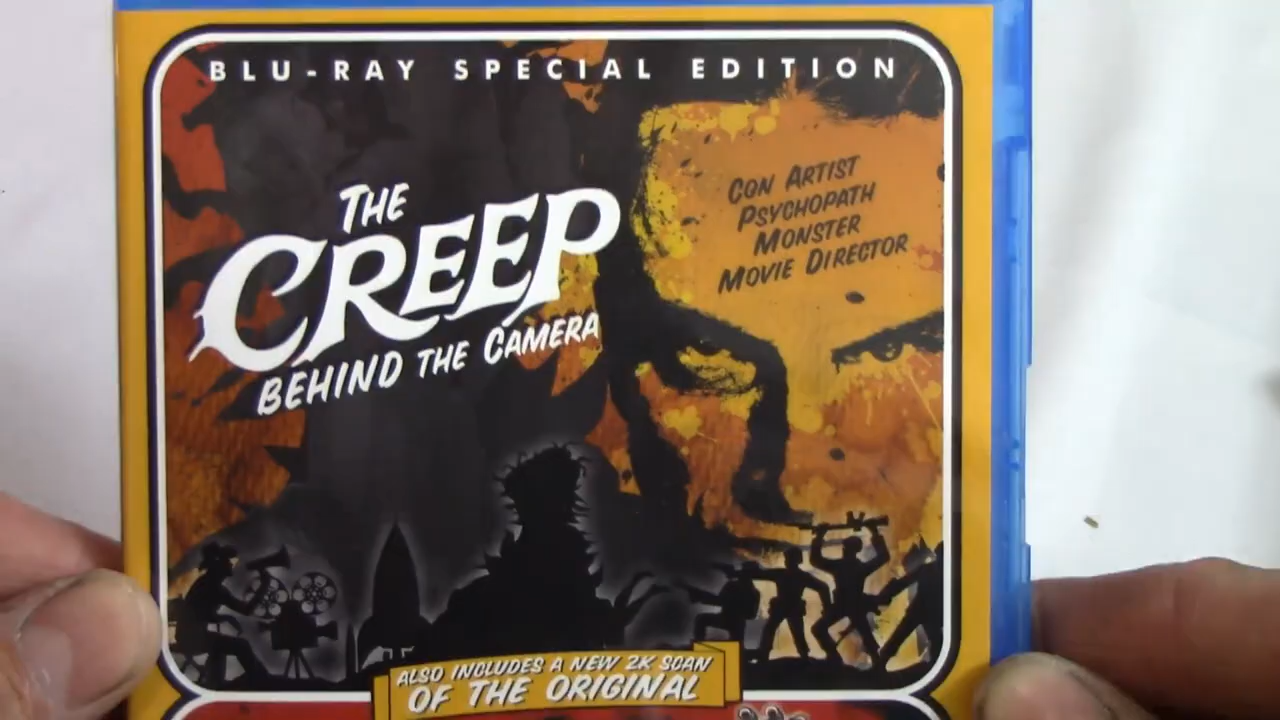 BLU-RAY SPECIAL EDITION
THE
CREEP
BEHIND THE CAMERA
CON ARTIST
PSYCHOPATH
MONSTER
MOVIE DIRECTOR
ALSO INCLUDES A NEW 2K SCAN
OF THE ORIGINAL